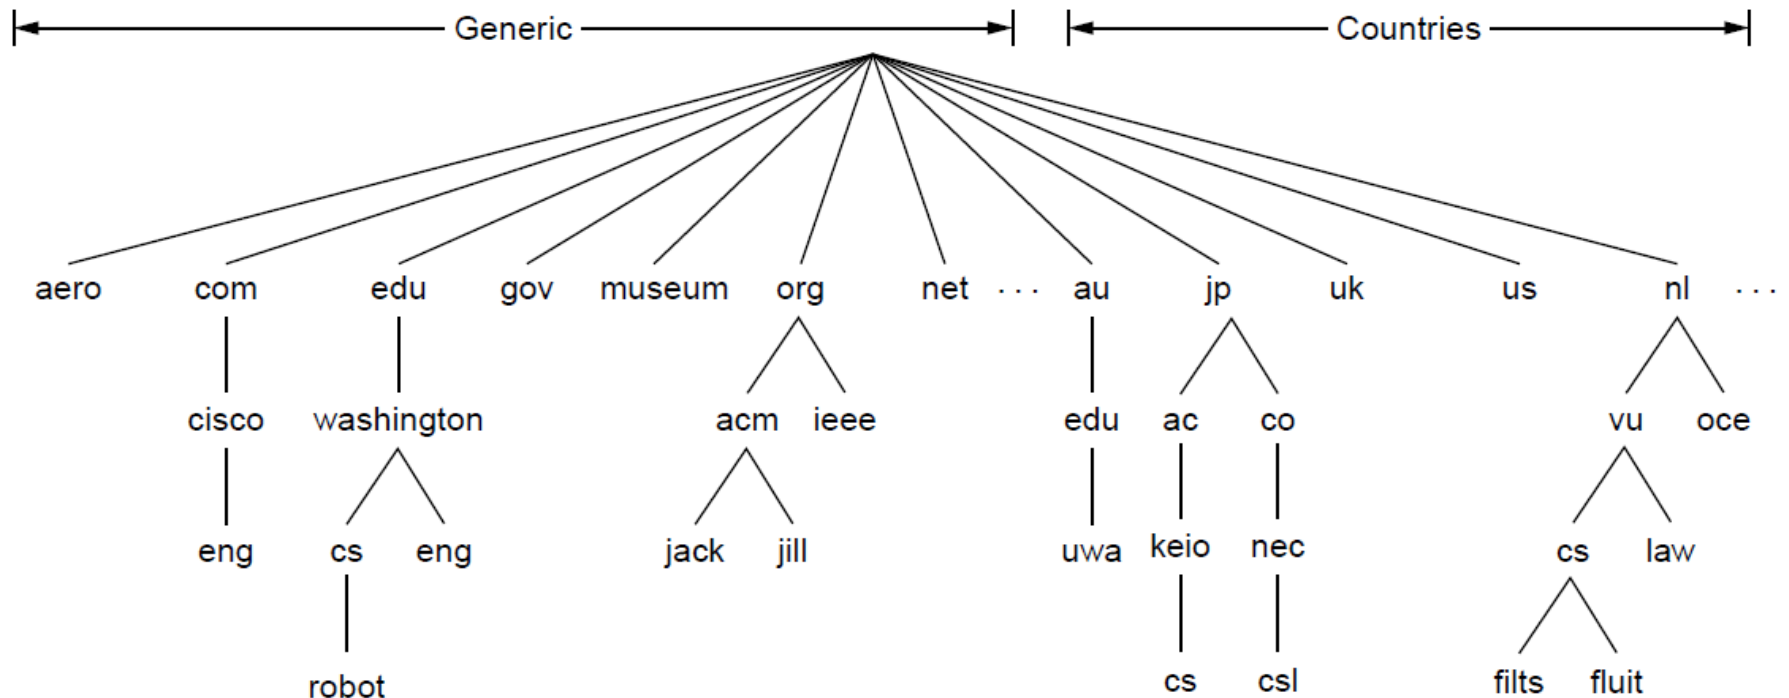 Generic Countries
aero com edu gov museum org net ··· au jp uk us nl ···
cisco washington acm ieee edu ac co vu oce
eng cs eng jack jill uwa keio nec cs law
robot cs csl filts fluit